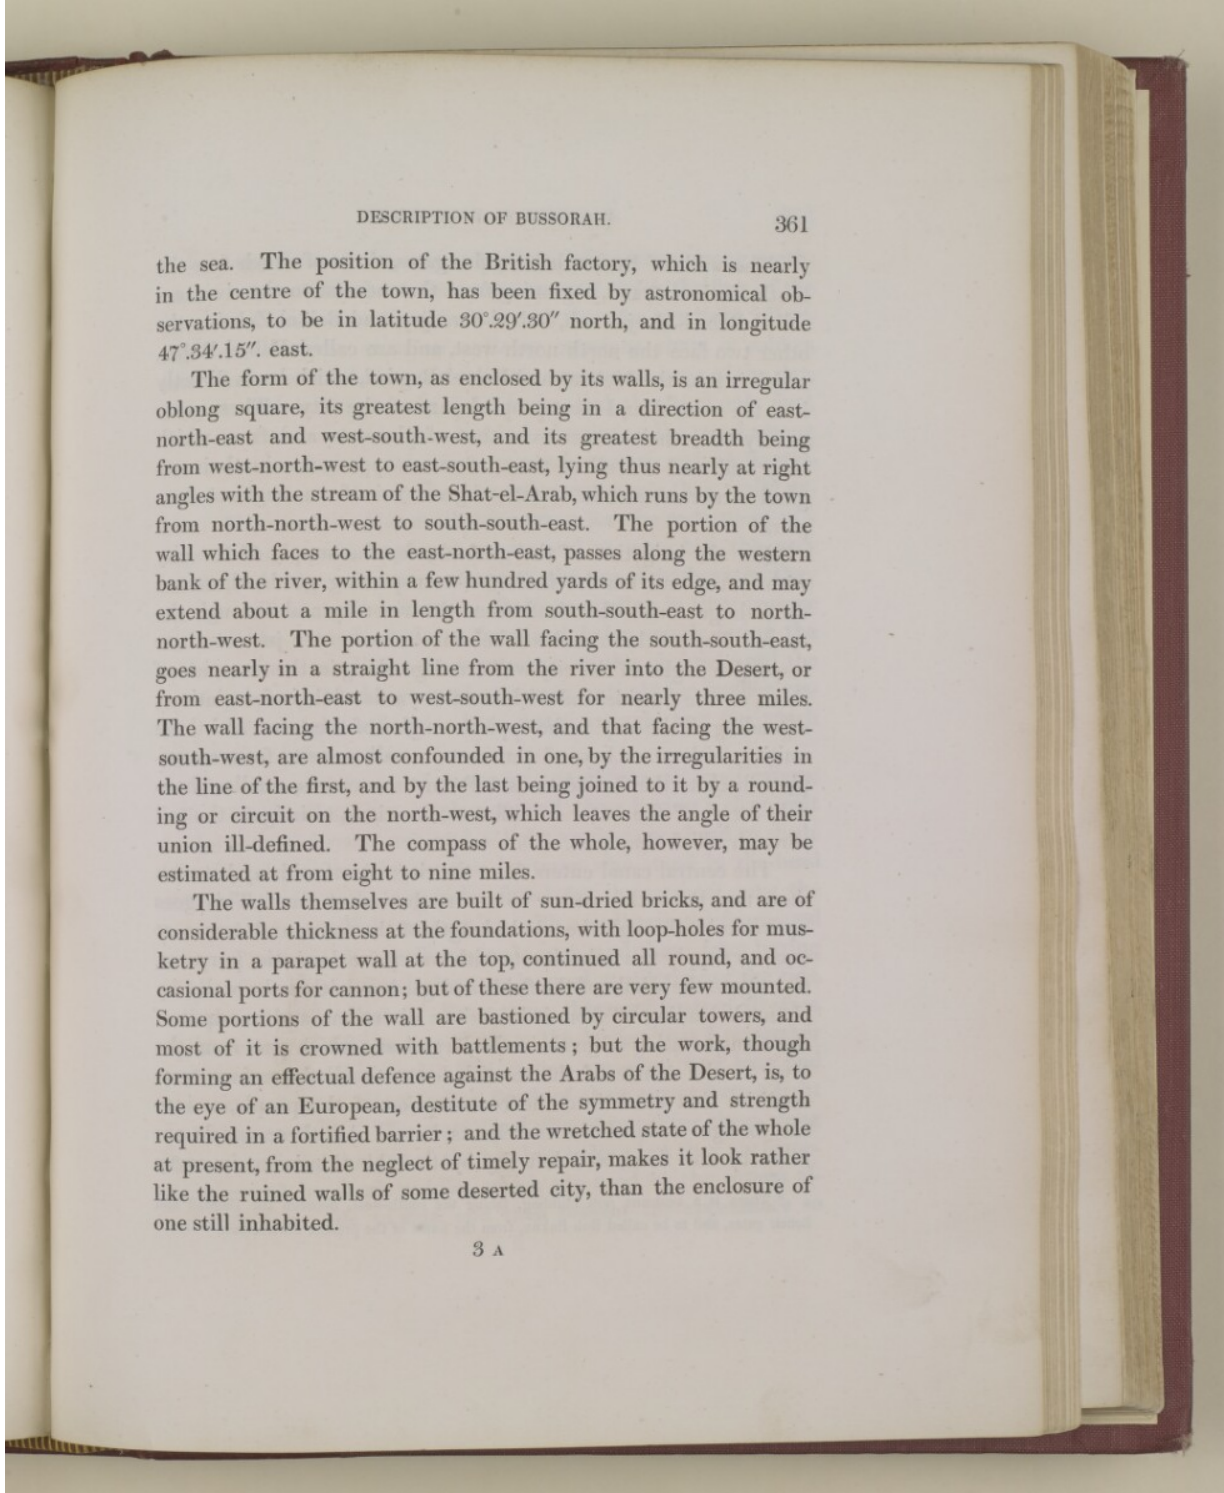 DESCRIPTION OF BUSSORAH. 361
the sea. The position of the British factory, which is nearly
in the centre of the town, has been fixed by astronomical ob-
servations, to be in latitude 30°.29′.30″ north, and in longitude
47°.34′.15″. east.
The form of the town, as enclosed by its walls, is an irregular
oblong square, its greatest length being in a direction of east-
north-east and west-south-west, and its greatest breadth being
from west-north-west to east-south-east, lying thus nearly at right
angles with the stream of the Shat-el-Arab, which runs by the town
from north-north-west to south-south-east. The portion of the
wall which faces to the east-north-east, passes along the western
bank of the river, within a few hundred yards of its edge, and may
extend about a mile in length from south-south-east to north-
north-west. The portion of the wall facing the south-south-east,
goes nearly in a straight line from the river into the Desert, or
from east-north-east to west-south-west for nearly three miles.
The wall facing the north-north-west, and that facing the west-
south-west, are almost confounded in one, by the irregularities in
the line of the first, and by the last being joined to it by a round-
ing or circuit on the north-west, which leaves the angle of their
union ill-defined. The compass of the whole, however, may be
estimated at from eight to nine miles.
The walls themselves are built of sun-dried bricks, and are of
considerable thickness at the foundations, with loop-holes for mus-
ketry in a parapet wall at the top, continued all round, and oc-
casional ports for cannon; but of these there are very few mounted.
Some portions of the wall are bastioned by circular towers, and
most of it is crowned with battlements; but the work, though
forming an effectual defence against the Arabs of the Desert, is, to
the eye of an European, destitute of the symmetry and strength
required in a fortified barrier; and the wretched state of the whole
at present, from the neglect of timely repair, makes it look rather
like the ruined walls of some deserted city, than the enclosure of
one still inhabited.
3 A